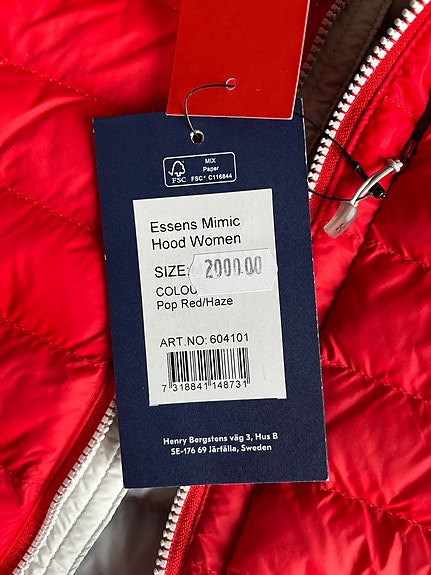 MIX
Paper
FSC
FSC® C116844
Essens Mimic
Hood Women
SIZE:
2000.00
COLOU
Pop Red/Haze
ART.NO: 604101
7 318841 148731
Henry Bergstens väg 3, Hus B
SE-176 69 Järfälla, Sweden